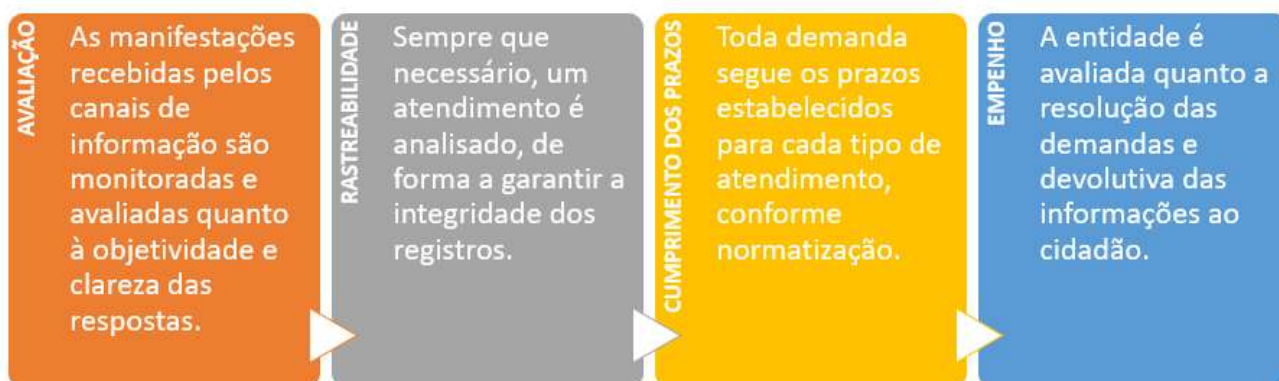 AVALIAÇÃO
As manifestações
recebidas pelos
canais de
informação são
monitoradas e
avaliadas quanto
à objetividade e
clareza das
respostas.
RASTREABILIDADE
Sempre que
necessário, um
atendimento é
analisado, de
forma a garantir a
integridade dos
registros.
CUMPRIMENTO DOS PRAZOS
Toda demanda
segue os prazos
estabelecidos
para cada tipo de
atendimento,
conforme
normatização.
EMPENHO
A entidade é
avaliada quanto a
resolução das
demandas e
devolutiva das
informações ao
cidadão.